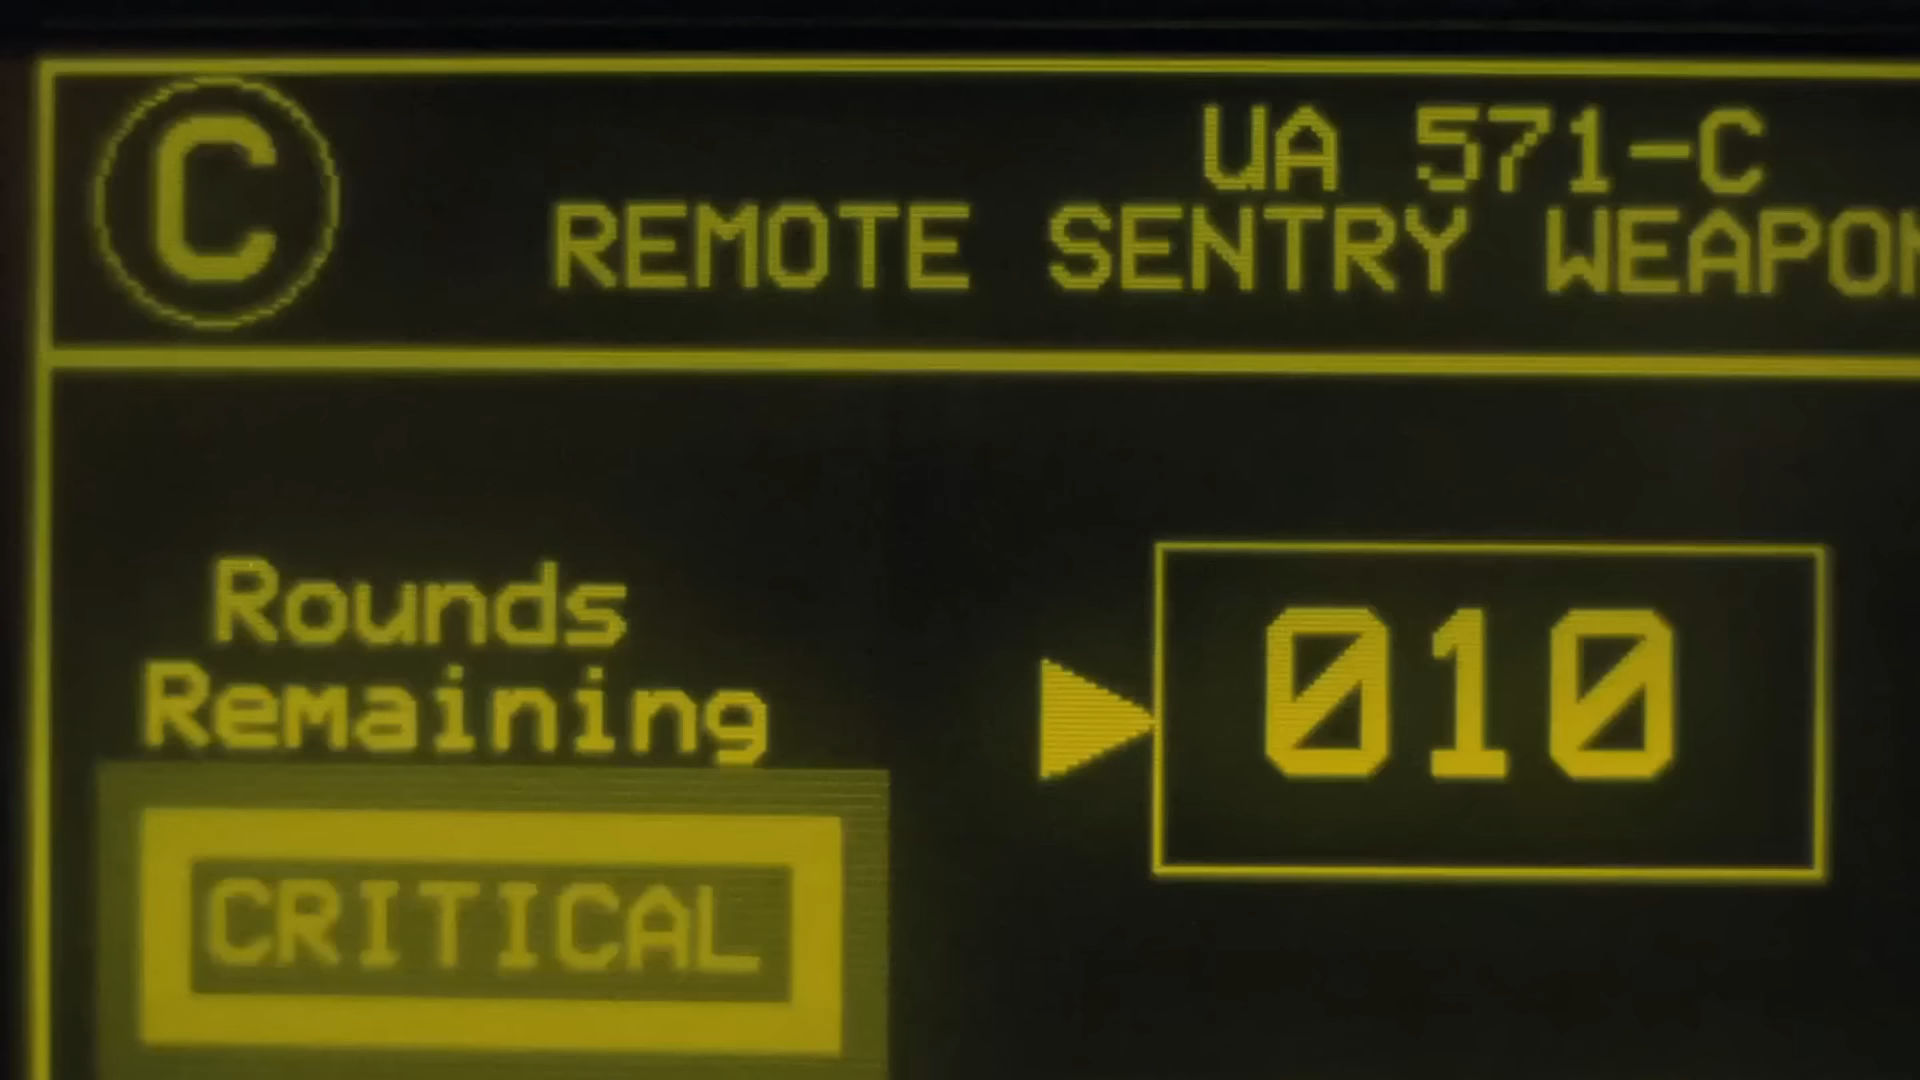 C
UA 571-C
REMOTE SENTRY WEAPON
Rounds
Remaining
010
CRITICAL